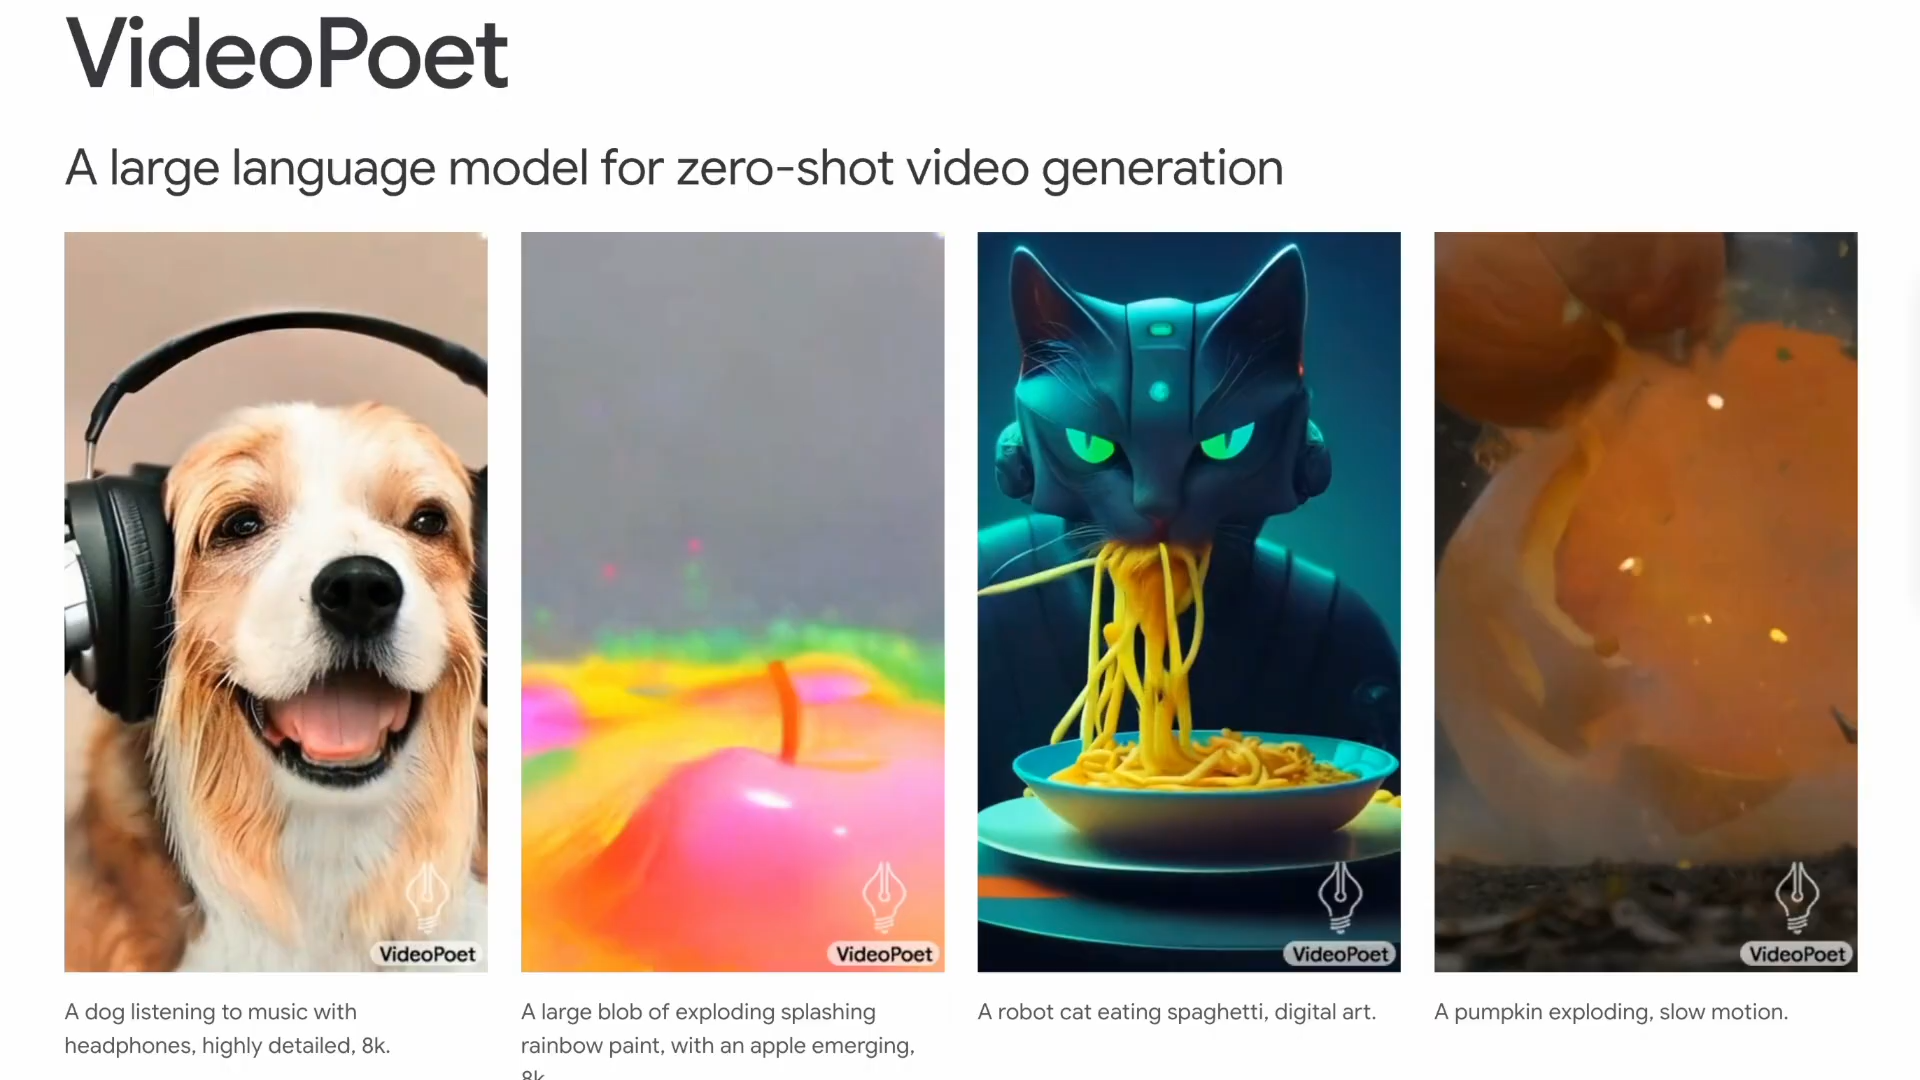 VideoPoet
A large language model for zero-shot video generation
VideoPoet
VideoPoet
VideoPoet
VideoPoet
A dog listening to music with
headphones, highly detailed, 8k.
A large blob of exploding splashing
rainbow paint, with an apple emerging,
8k
A robot cat eating spaghetti, digital art.
A pumpkin exploding, slow motion.